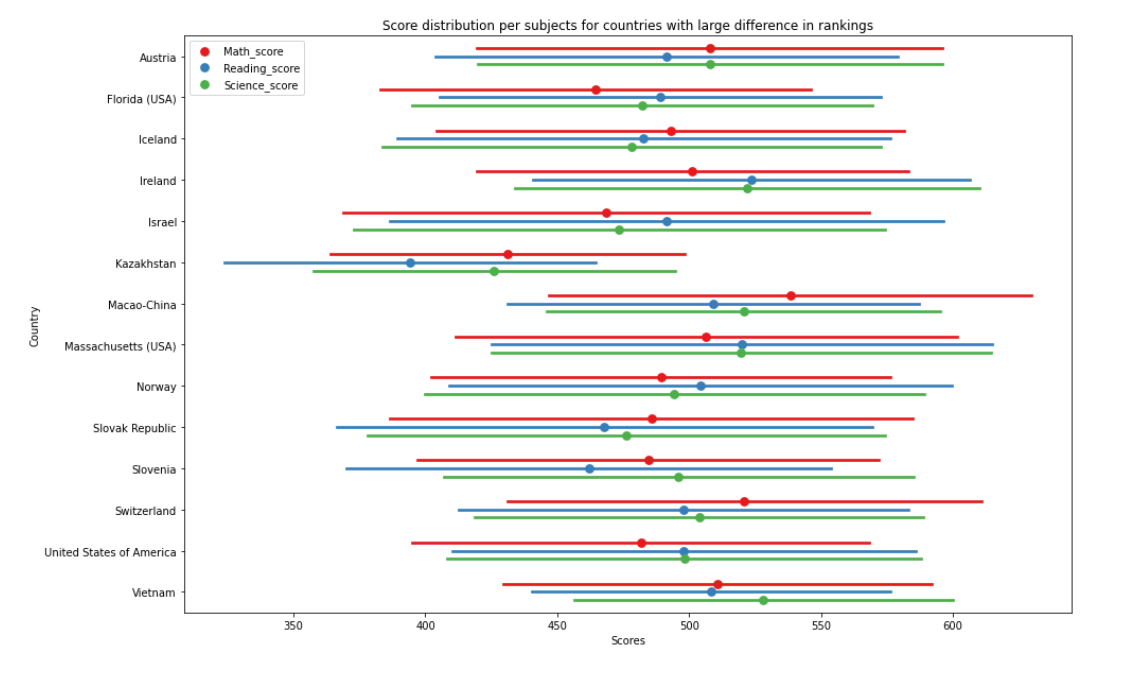 Score distribution per subjects for countries with large difference in rankings
Math_score
Reading_score
Science_score
Austria
Florida (USA)
Iceland
Ireland
Israel
Kazakhstan
Macao-China
Massachusetts (USA)
Norway
Slovak Republic
Slovenia
Switzerland
United States of America
Vietnam
Country
350 400 450 500 550 600
Scores